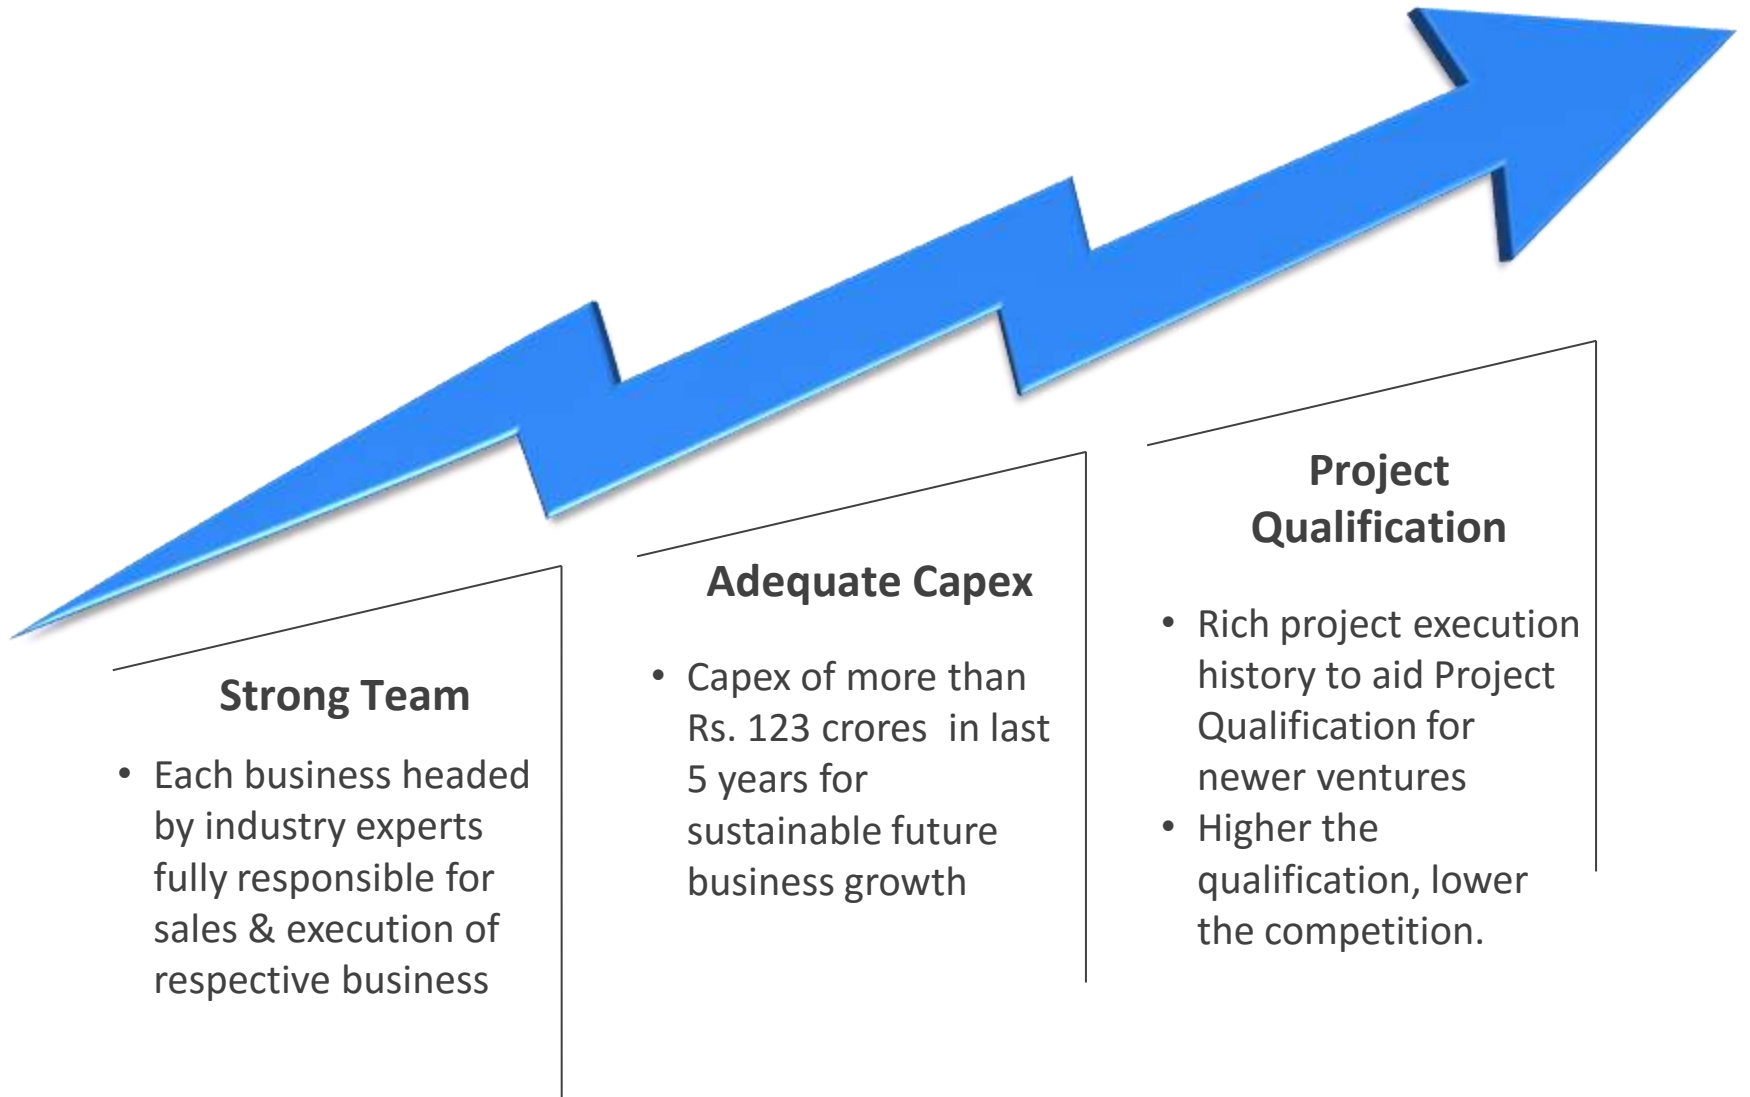 Strong Team
• Each business headed
by industry experts
fully responsible for
sales & execution of
respective business
Adequate Capex
• Capex of more than
Rs. 123 crores  in last
5 years for
sustainable future
business growth
Project
Qualification
• Rich project execution
history to aid Project
Qualification for
newer ventures
• Higher the
qualification, lower
the competition.